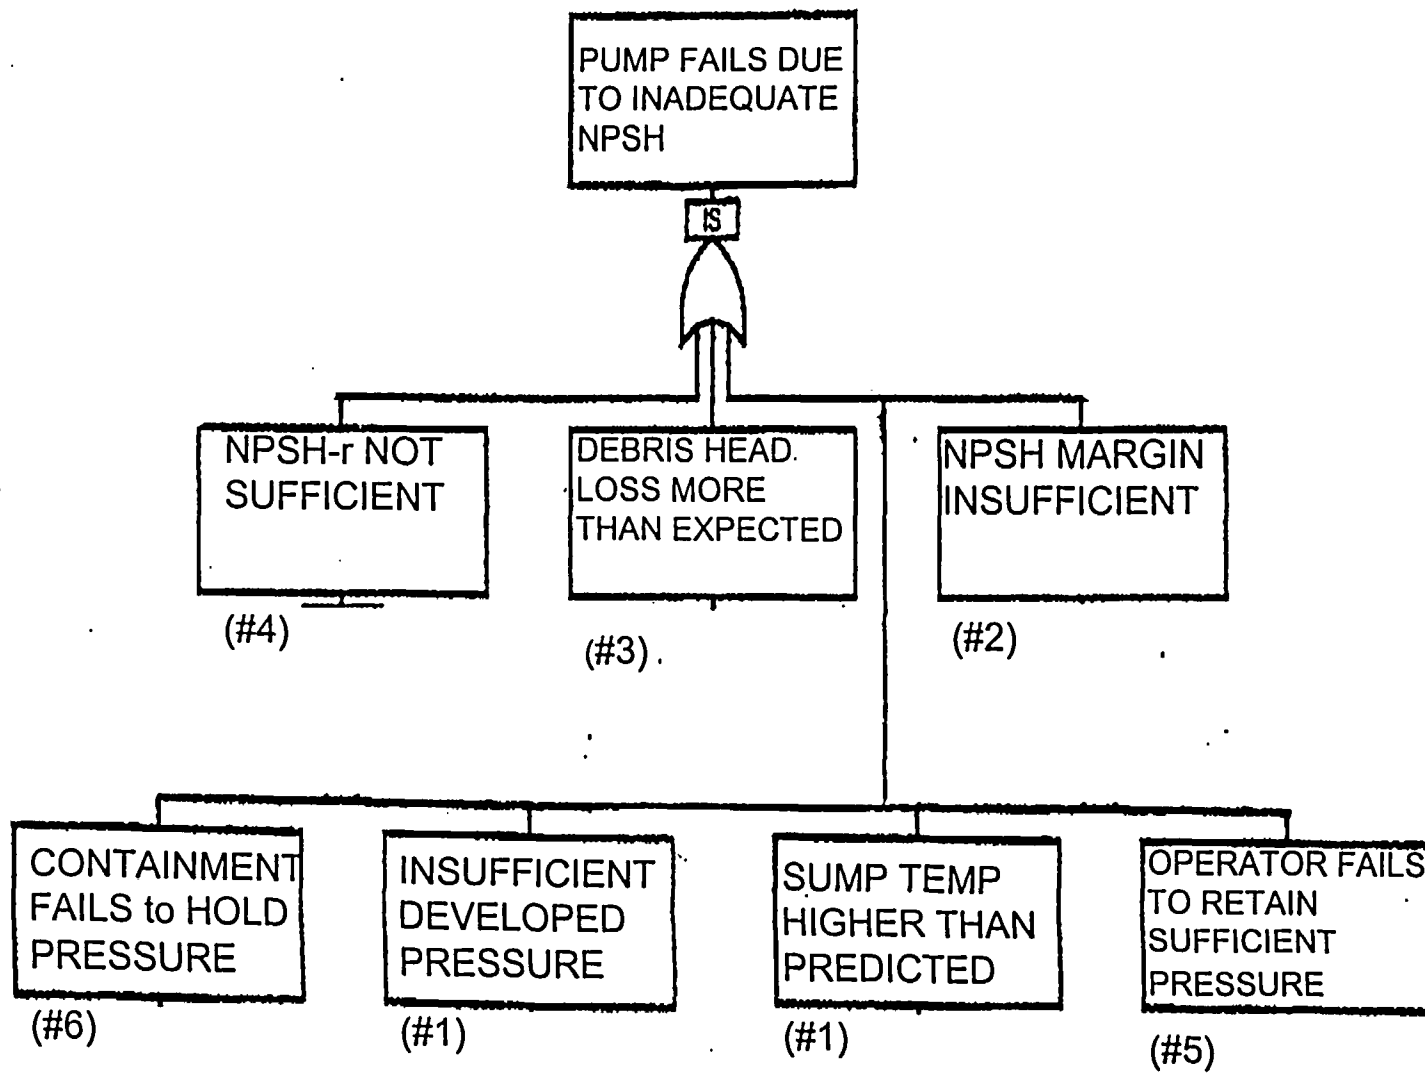 PUMP FAILS DUE
TO INADEQUATE
NPSH
IS
NPSH-r NOT
SUFFICIENT
(#4)
DEBRIS HEAD.
LOSS MORE
THAN EXPECTED
(#3)
NPSH MARGIN
INSUFFICIENT
(#2)
CONTAINMENT
FAILS to HOLD
PRESSURE
(#6)
INSUFFICIENT
DEVELOPED
PRESSURE
(#1)
SUMP TEMP
HIGHER THAN
PREDICTED
(#1)
OPERATOR FAILS
TO RETAIN
SUFFICIENT
PRESSURE
(#5)